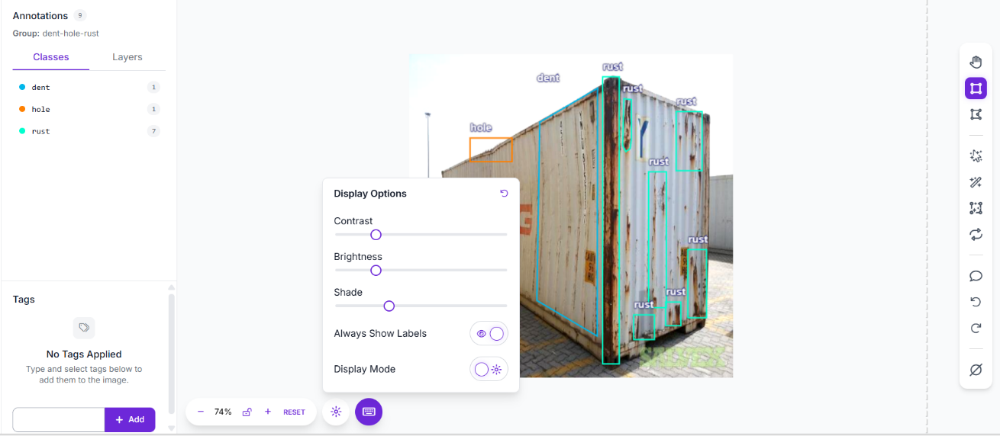 Annotations 9
Group: dent-hole-rust
Classes Layers
dent 1
hole 1
rust 7
Tags
No Tags Applied
Type and select tags below to
add them to the image.
+ Add
rust
dent
rust
rust
hole
rust
rust
rust
rust
Y
G
SALVEX
Display Options
Contrast
Brightness
Shade
Always Show Labels
Display Mode
− 74% + RESET